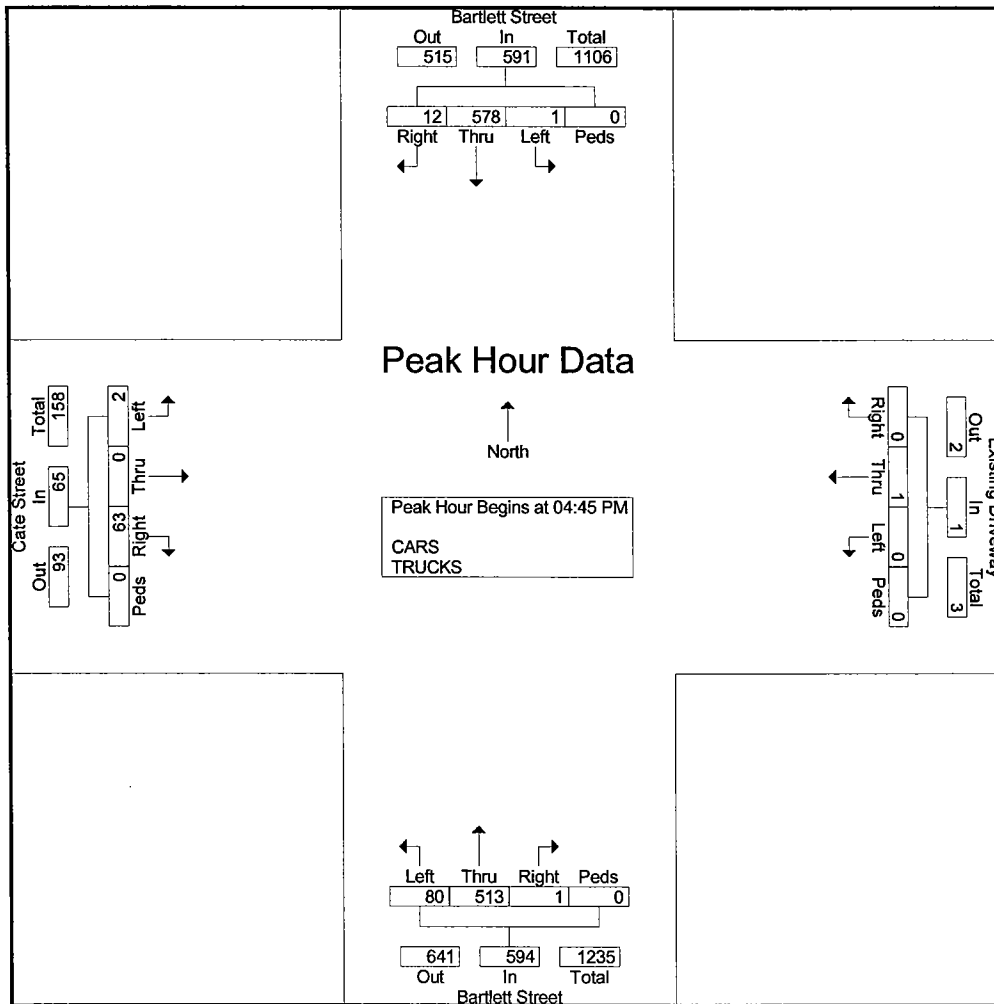 Bartlett Street
Out In Total
515 591 1106
12 578 1 0
Right Thru Left Peds
Peak Hour Data
North
Peak Hour Begins at 04:45 PM
CARS
TRUCKS
Cate Street
Out In Total
93 65 158
0 63 0 2
Peds Right Thru Left
Existing Driveway
Out In Total
2 1 3
0 1 0 0
Right Thru Left Peds
Left Thru Right Peds
80 513 1 0
641 594 1235
Out In Total
Bartlett Street